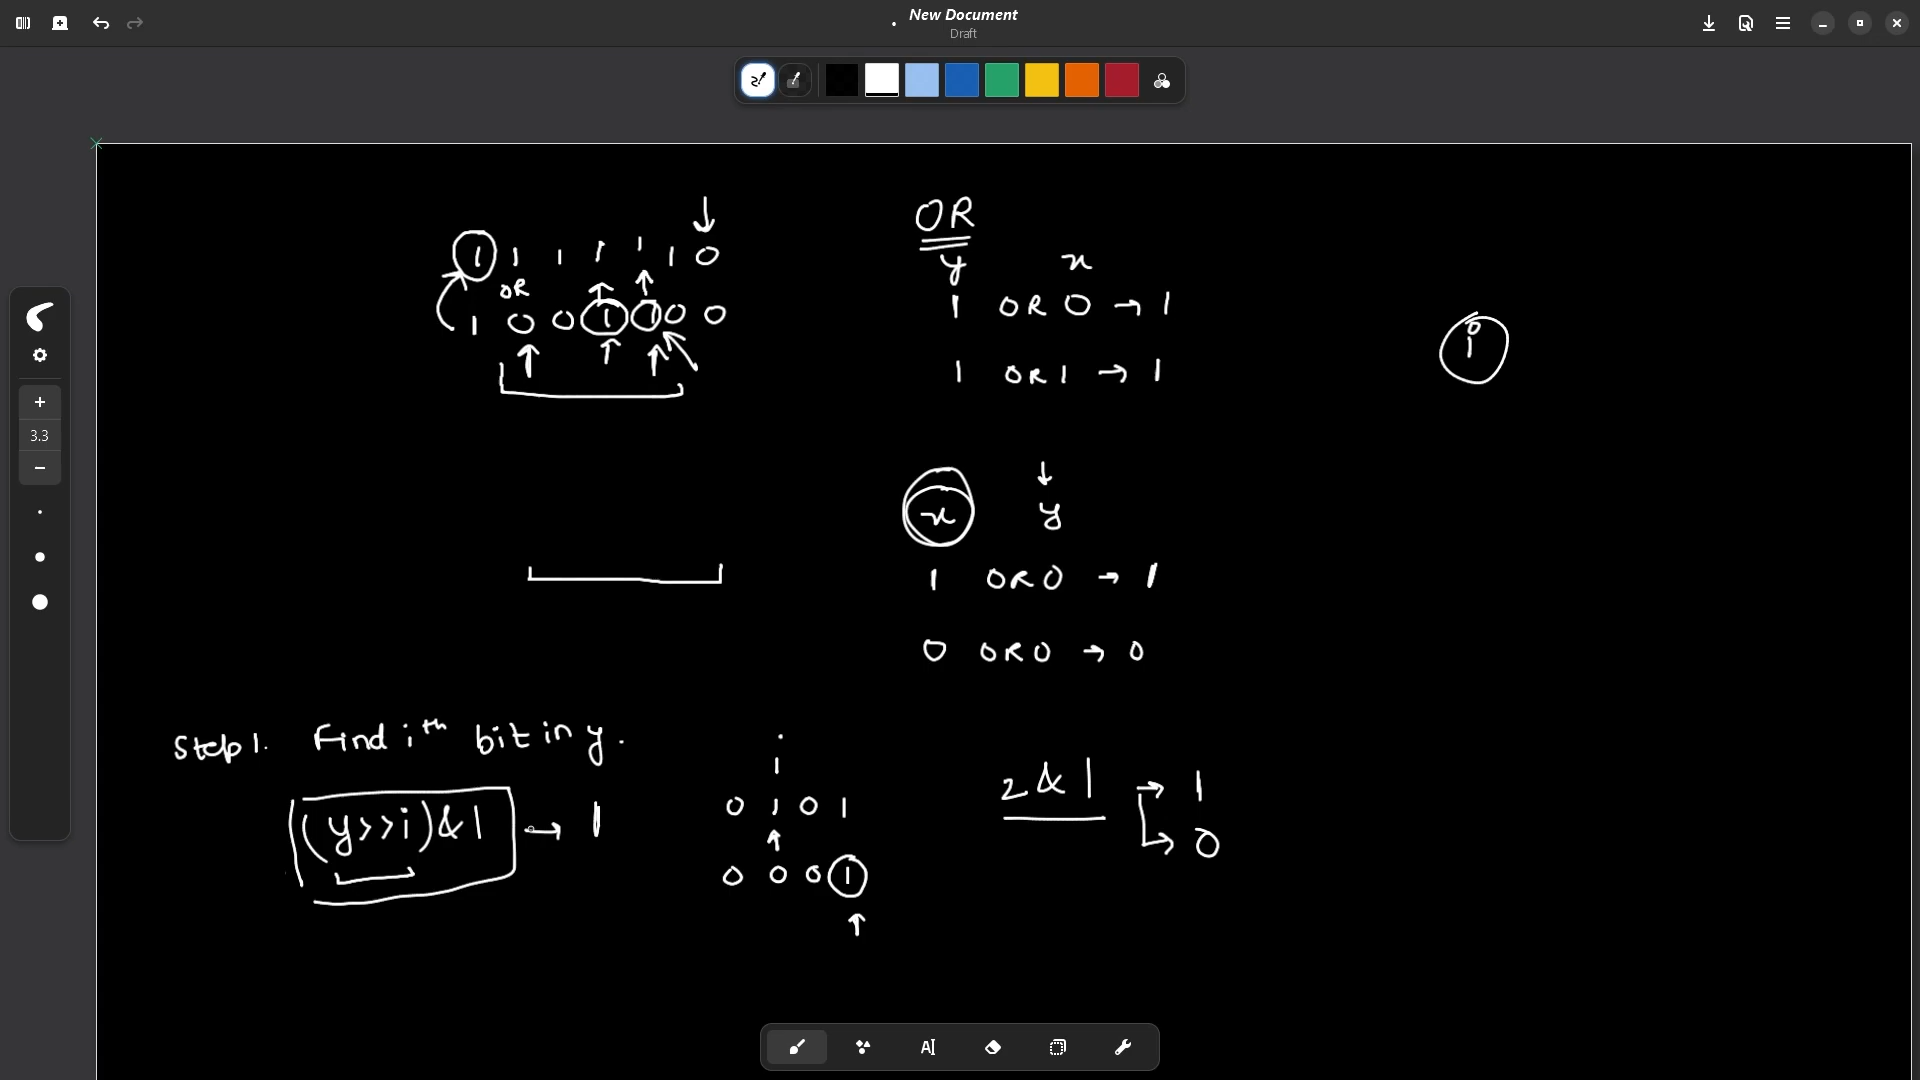 New Document
Draft
3.3
1 1 1 1 1 1 0
OR
1 0 0 1 1 0 0
OR
y x
1 OR 0 → 1
1 OR 1 → 1
i
x y
1 OR 0 → 1
0 OR 0 → 0
Step 1. Find i th bit in y.
(y>>i)&1 → 1
i
0 1 0 1
0 0 0 1
2 & 1 → 1
→ 0
AI